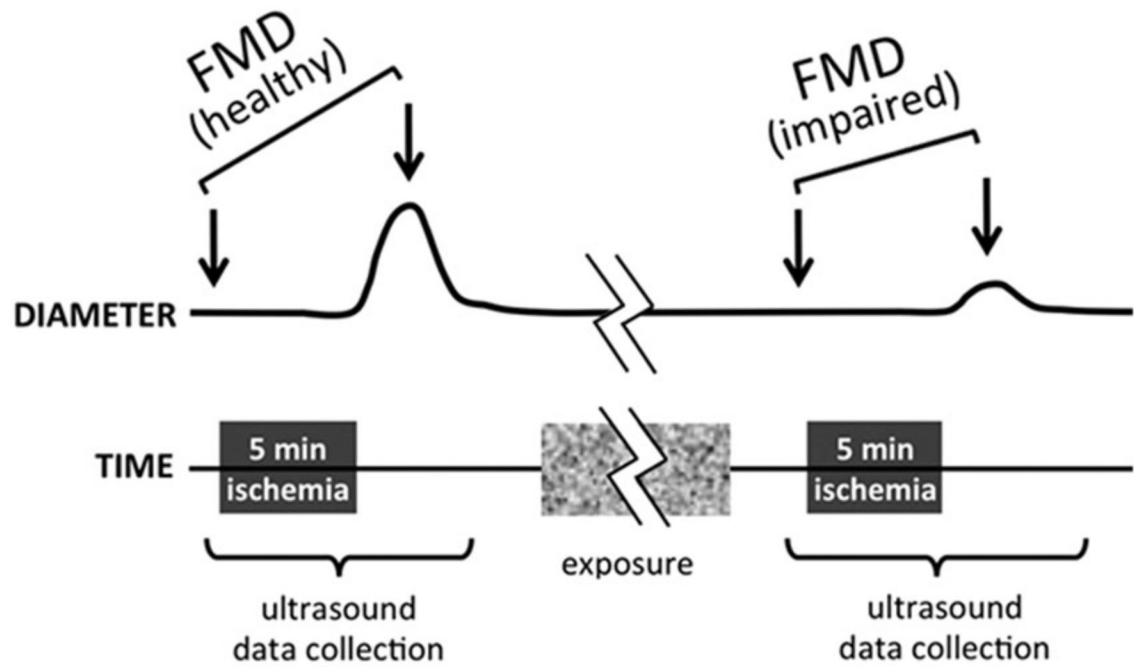 FMD
(healthy)
FMD
(impaired)
DIAMETER
TIME
5 min
ischemia
5 min
ischemia
exposure
ultrasound
data collection
ultrasound
data collection